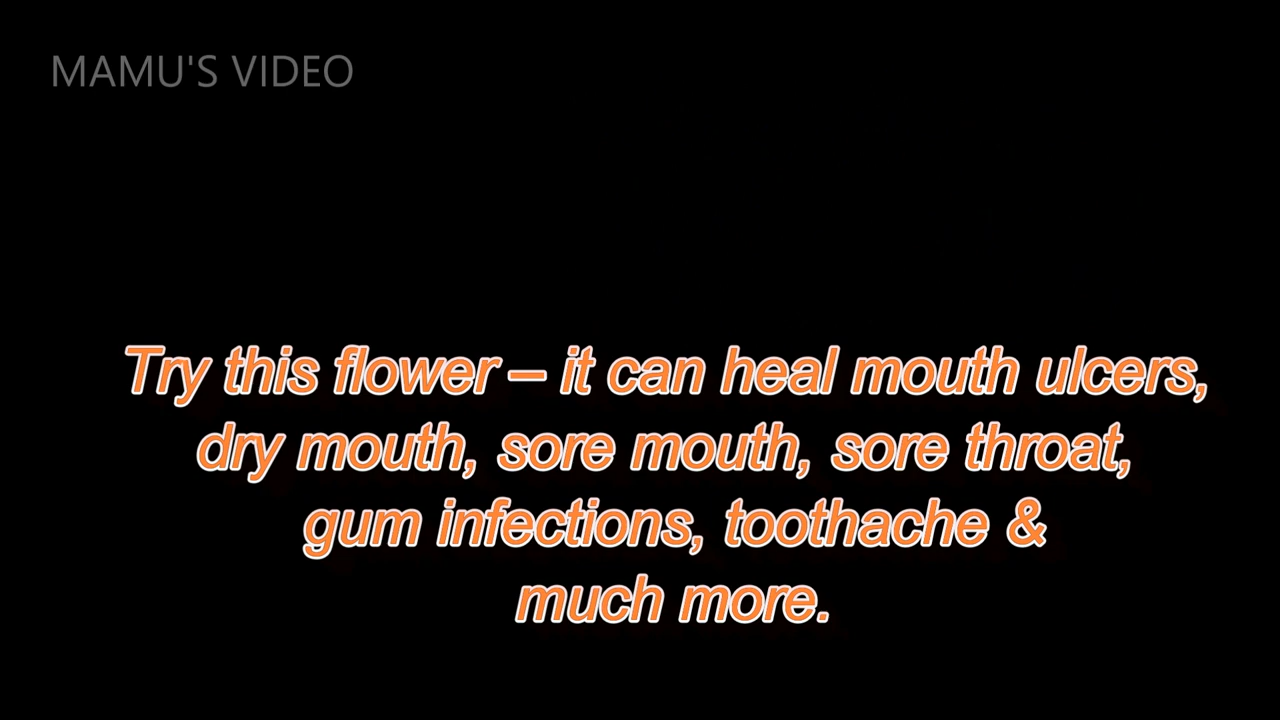 MAMU'S VIDEO
Try this flower – it can heal mouth ulcers,
dry mouth, sore mouth, sore throat,
gum infections, toothache &
much more.